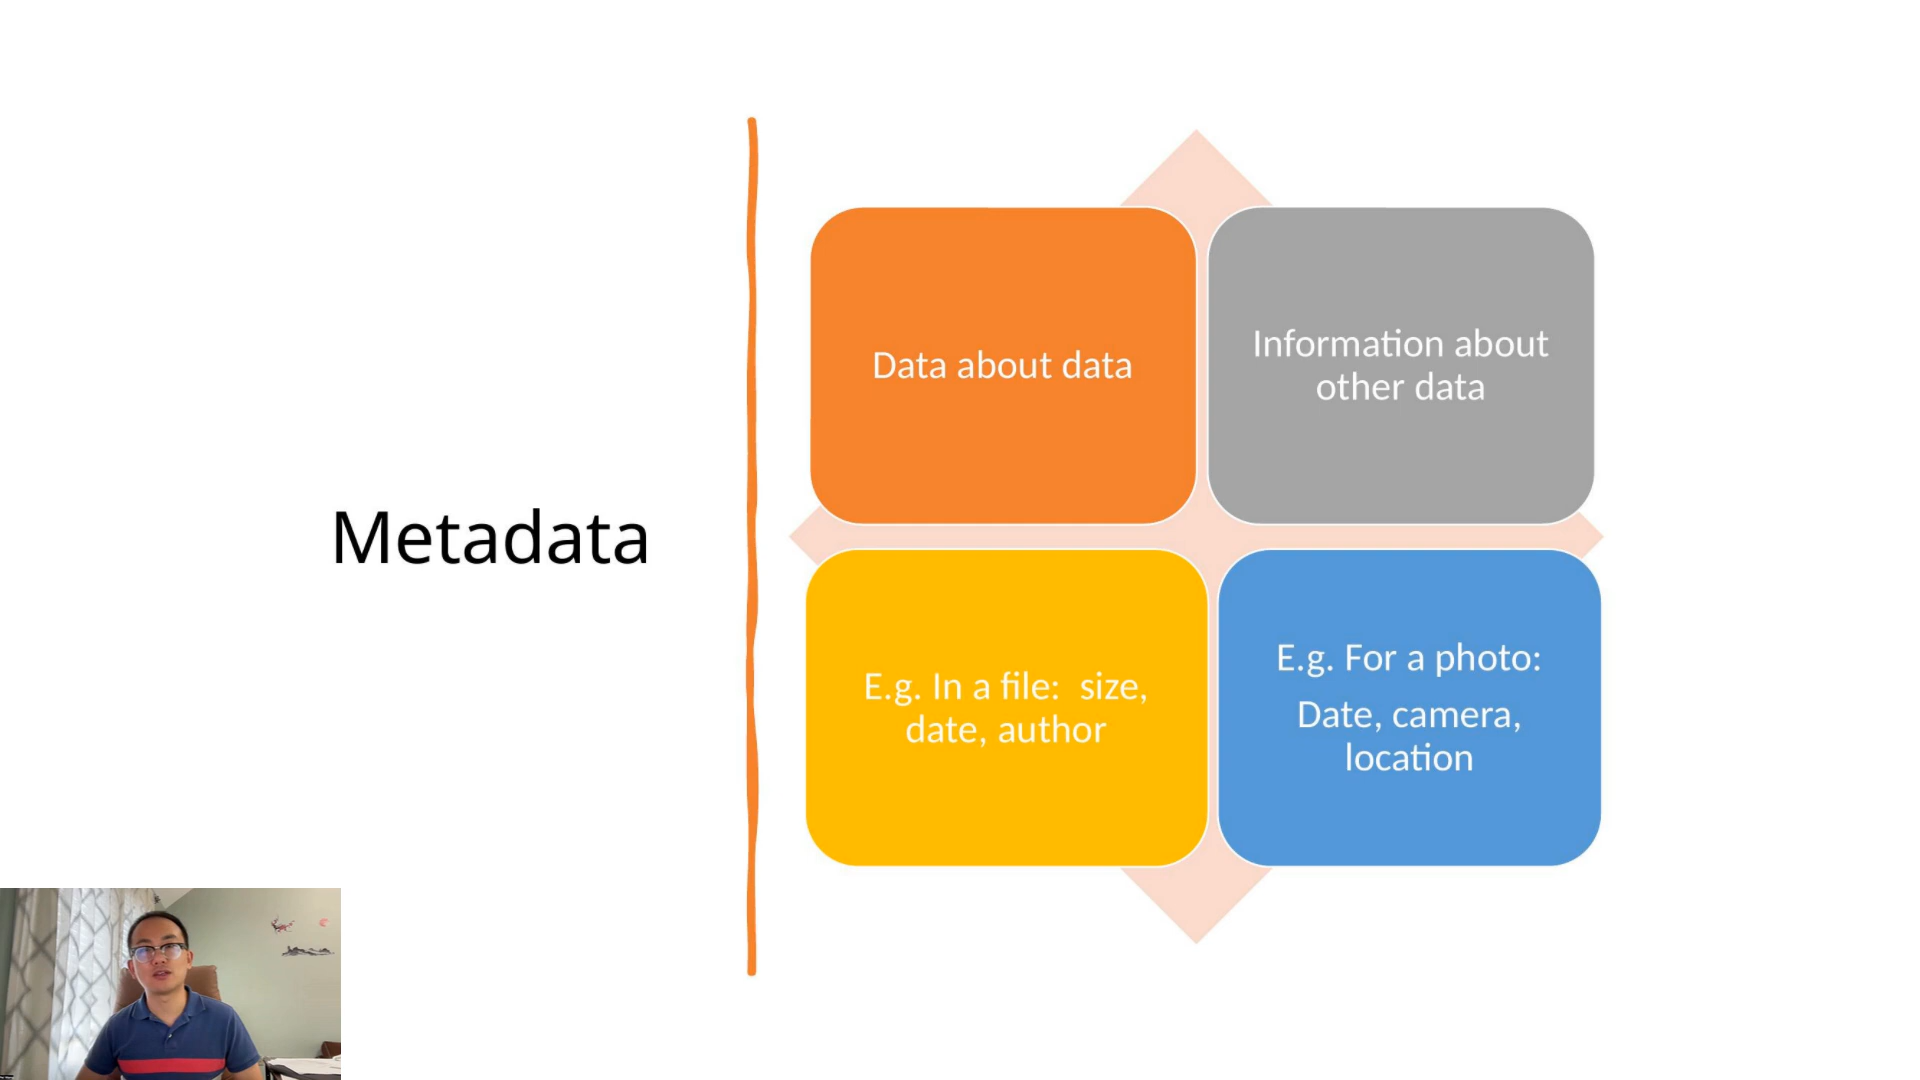 Metadata
Data about data
Information about
other data
E.g. In a file:  size,
date, author
E.g. For a photo:
Date, camera,
location